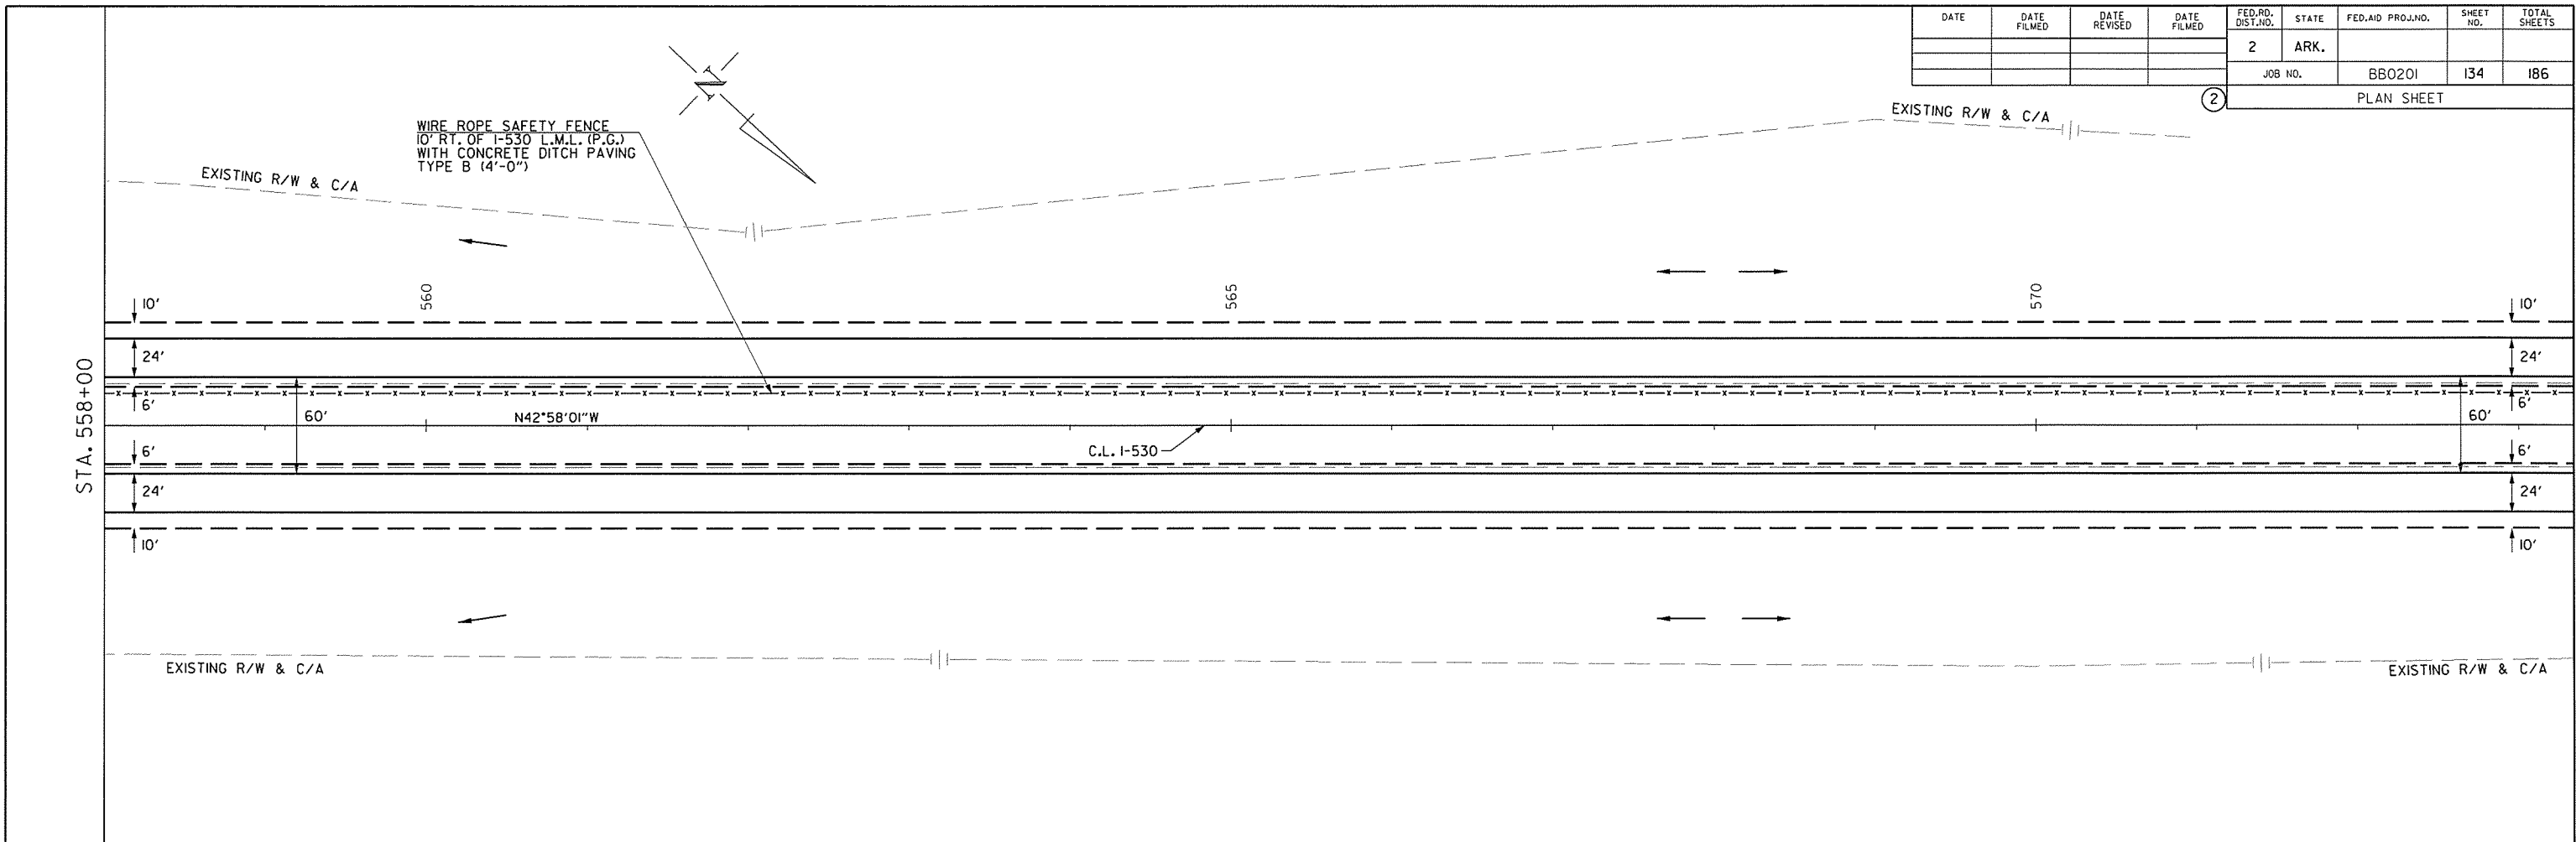 DATE
DATE FILMED
DATE REVISED
DATE FILMED
FED.RD. DIST.NO.
STATE
FED.AID PROJ.NO.
SHEET NO.
TOTAL SHEETS
2
ARK.
JOB NO.
BB0201
134
186
2
PLAN SHEET
N
WIRE ROPE SAFETY FENCE
10' RT. OF I-530 L.M.L. (P.G.)
WITH CONCRETE DITCH PAVING
TYPE B (4'-0")
EXISTING R/W & C/A
EXISTING R/W & C/A
560
565
570
10'
10'
24'
24'
6'
6'
60'
60'
N42°58'01"W
C.L. I-530
STA. 558+00
6'
6'
24'
24'
10'
10'
EXISTING R/W & C/A
EXISTING R/W & C/A